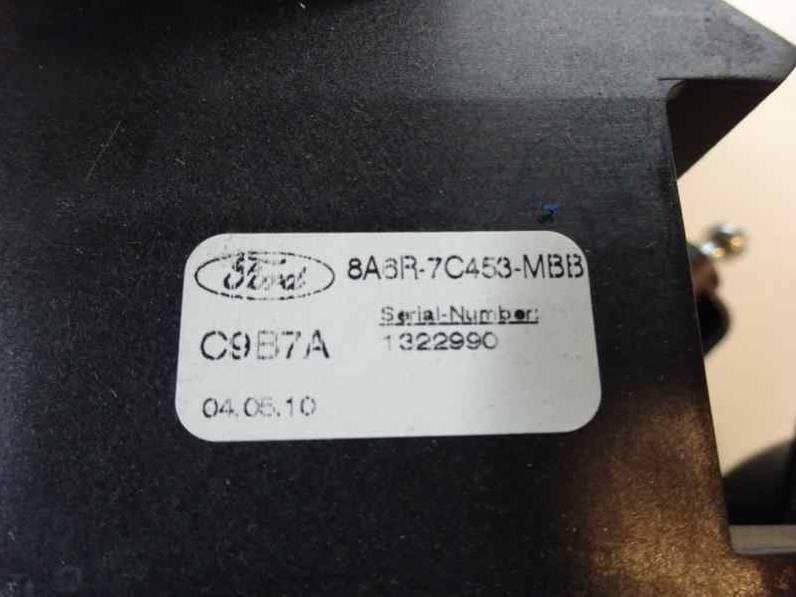 Ford 8A6R-7C453-MBB
Serial-Number:
C9B7A 1322990
04.05.10